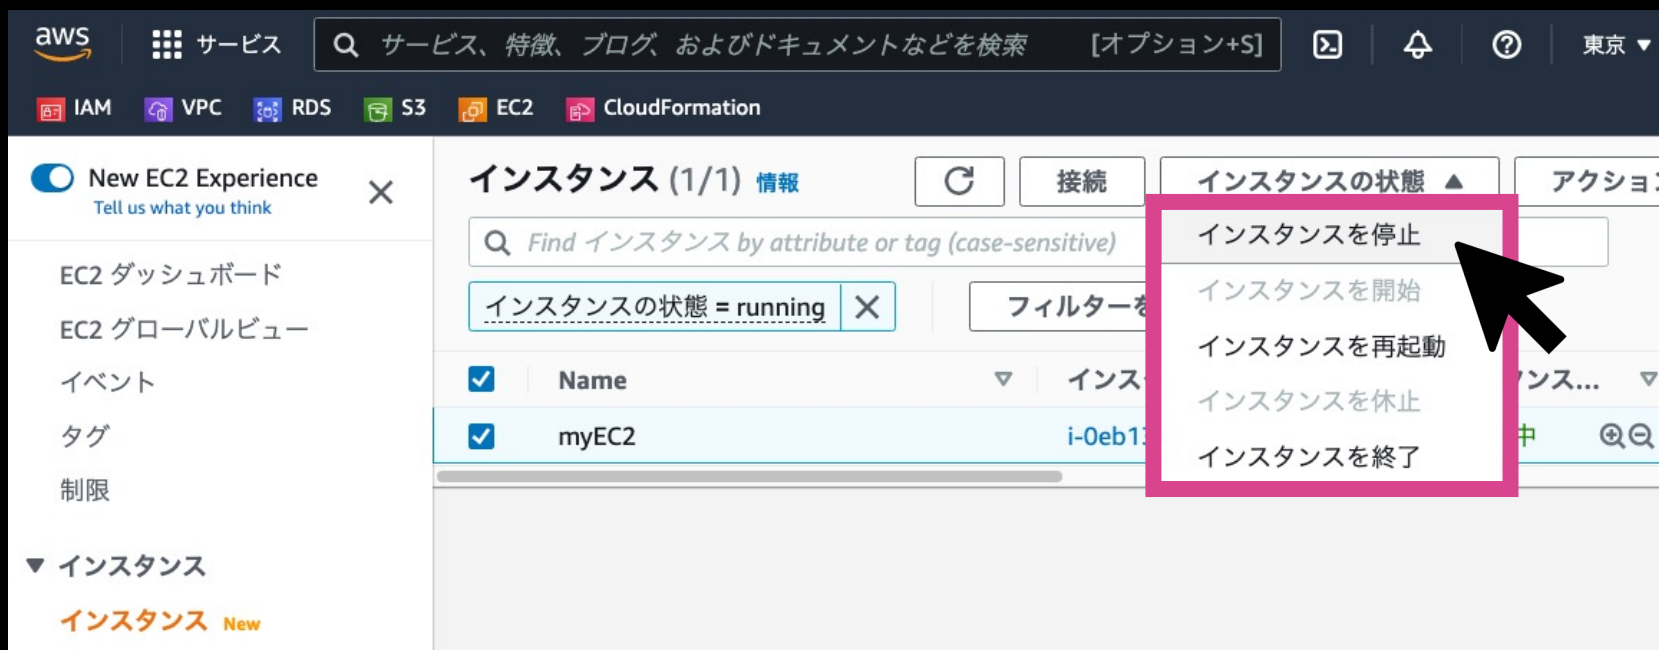 aws
サービス
サービス、特徴、ブログ、およびドキュメントなどを検索 [オプション+S]
東京
IAM VPC RDS S3 EC2 CloudFormation
New EC2 Experience
Tell us what you think
EC2 ダッシュボード
EC2 グローバルビュー
イベント
タグ
制限
インスタンス
インスタンス New
インスタンス (1/1) 情報
接続
インスタンスの状態
アクション
Find インスタンス by attribute or tag (case-sensitive)
インスタンスの状態 = running
フィルターを
インスタンスを停止
インスタンスを開始
インスタンスを再起動
インスタンスを休止
インスタンスを終了
Name インス ンス...
myEC2 i-0eb13 中